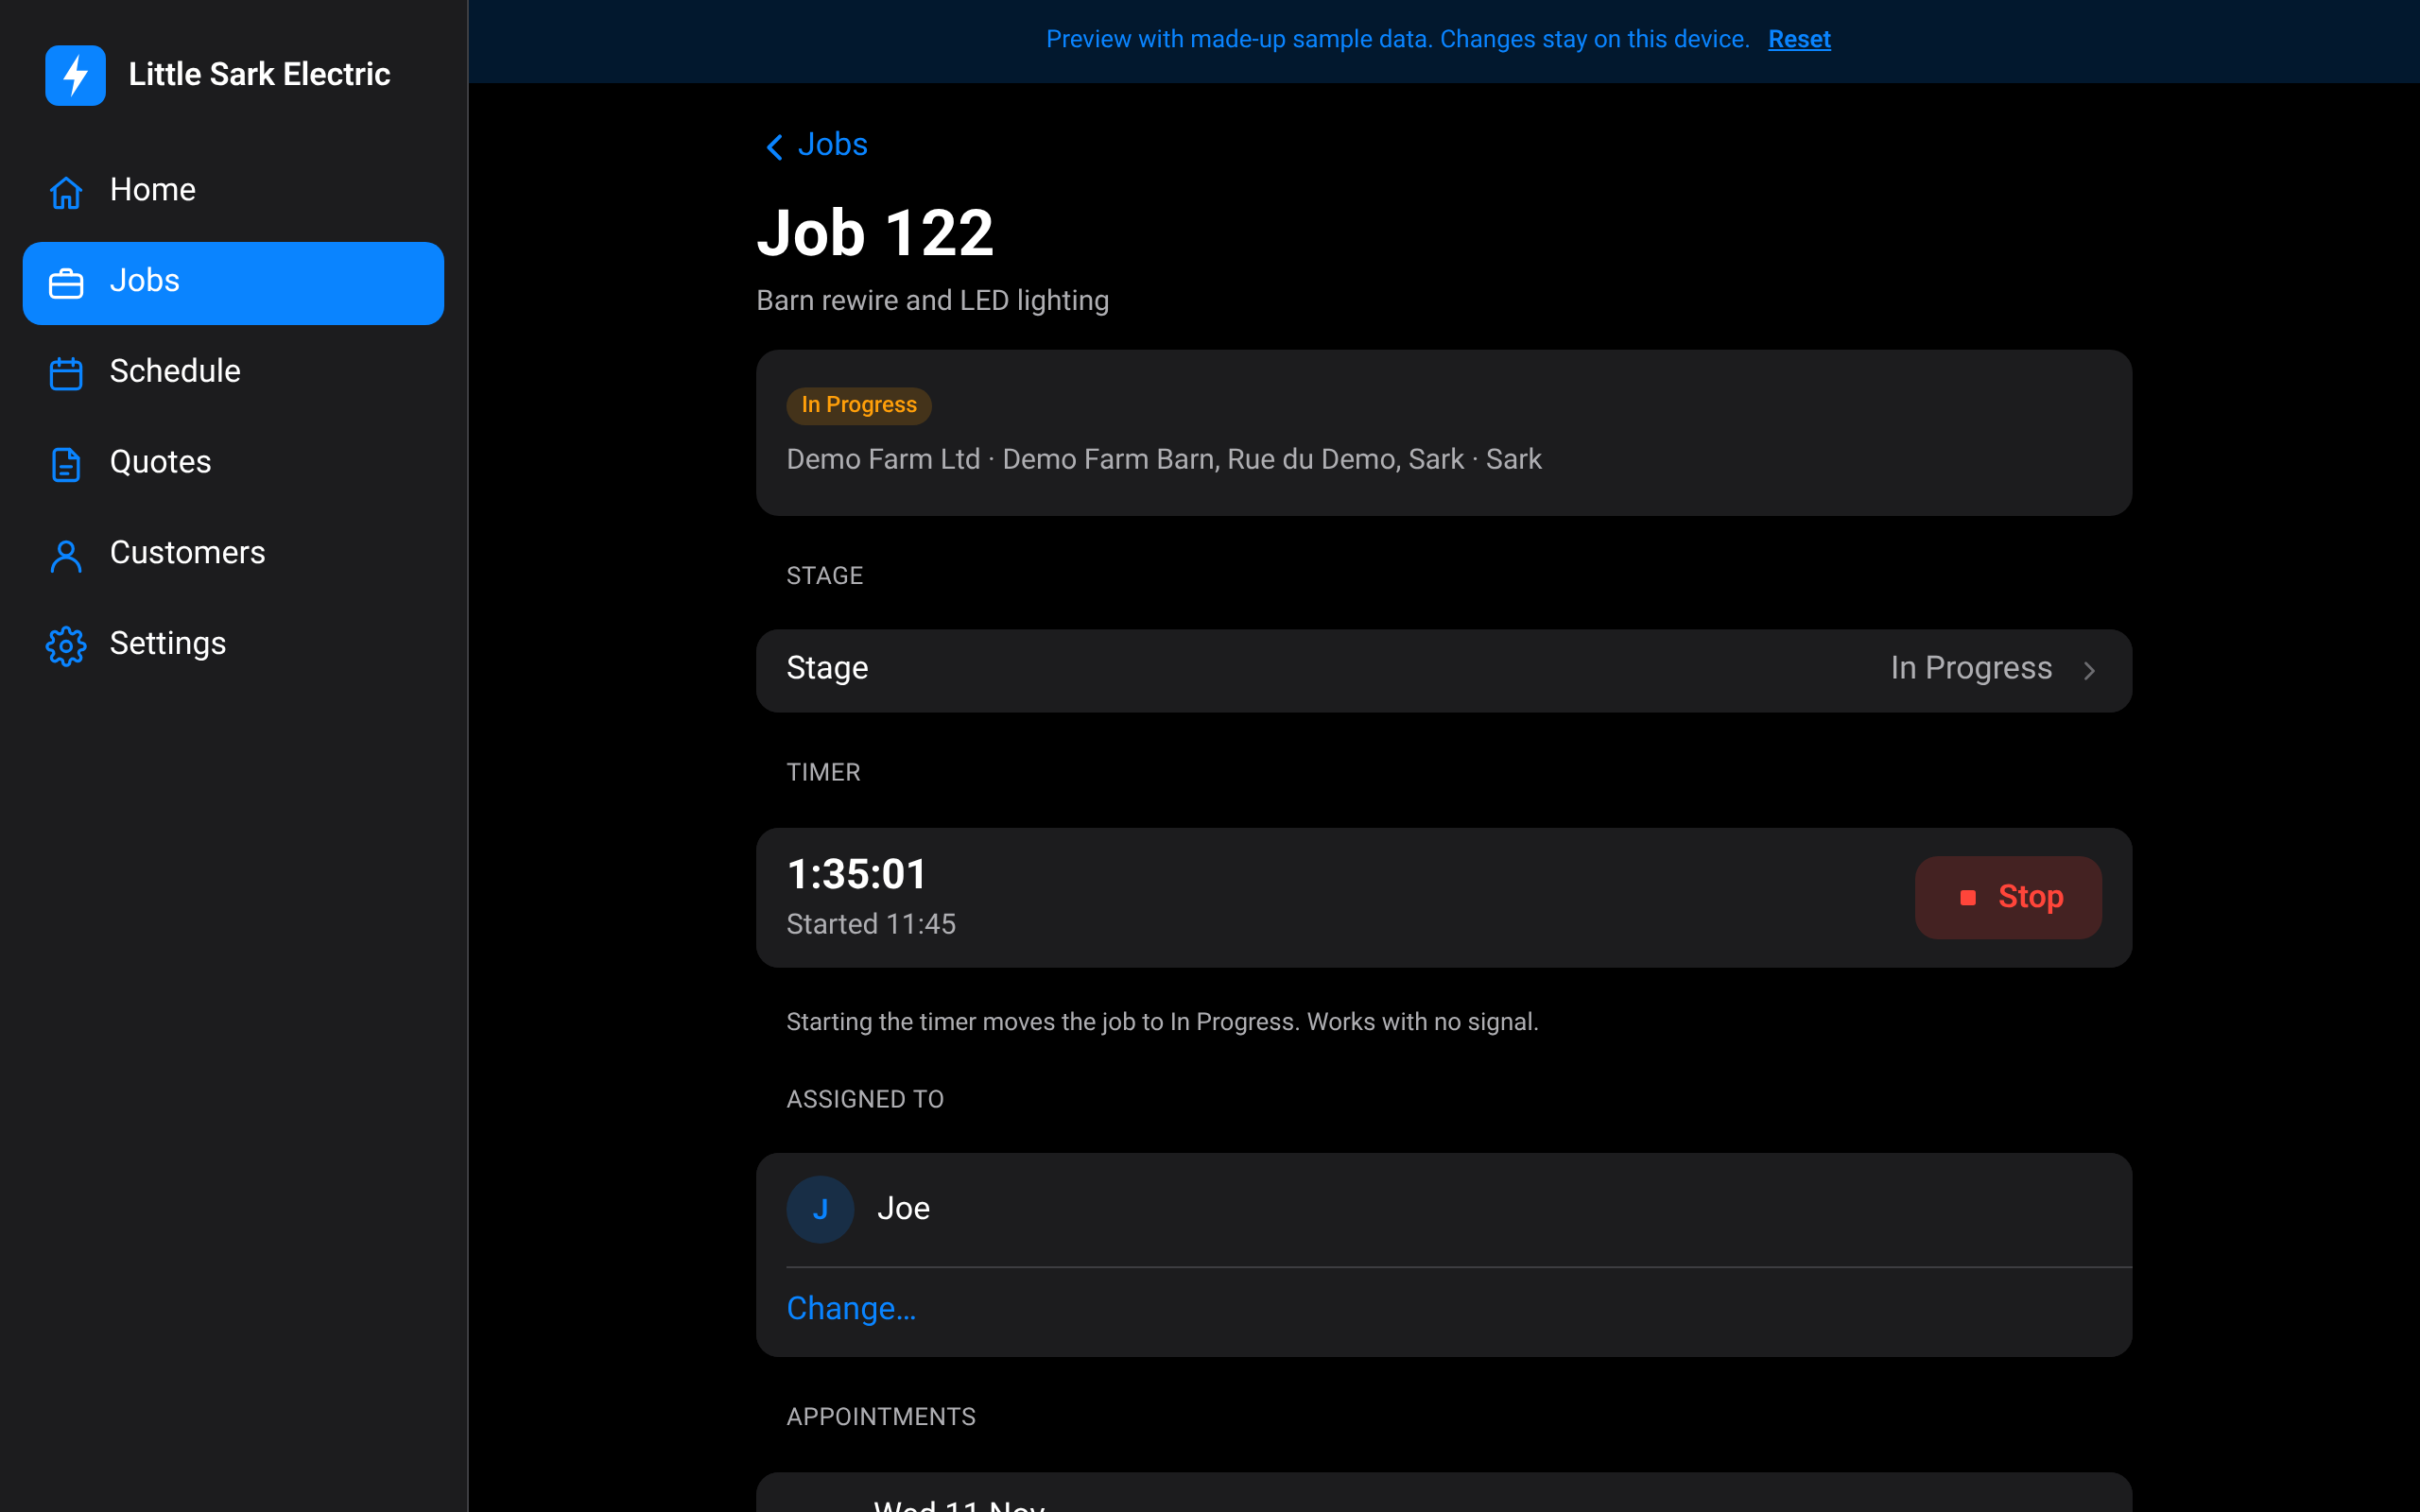 Little Sark Electric
Home
Jobs
Schedule
Quotes
Customers
Settings
Preview with made-up sample data. Changes stay on this device. Reset
Jobs
Job 122
Barn rewire and LED lighting
In Progress
Demo Farm Ltd · Demo Farm Barn, Rue du Demo, Sark · Sark
STAGE
Stage In Progress
TIMER
1:35:01
Started 11:45
Stop
Starting the timer moves the job to In Progress. Works with no signal.
ASSIGNED TO
J Joe
Change…
APPOINTMENTS
Wed 11 Nov